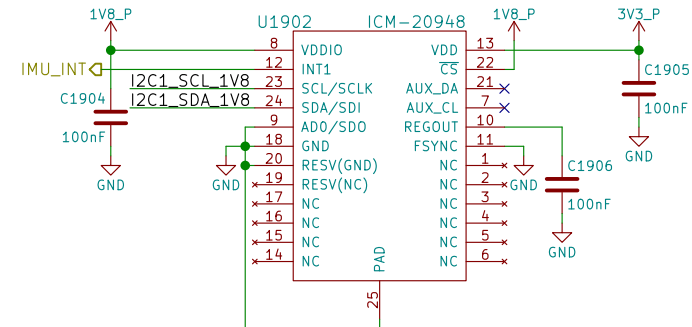 1V8_P
U1902
ICM-20948
1V8_P
3V3_P
8
VDDIO
VDD
13
IMU_INT
12
INT1
CS
22
I2C1_SCL_1V8
23
SCL/SCLK
AUX_DA
21
C1905
C1904
I2C1_SDA_1V8
24
SDA/SDI
AUX_CL
7
100nF
9
AD0/SDO
REGOUT
10
100nF
18
GND
FSYNC
11
GND
20
RESV(GND)
NC
1
C1906
GND
GND
19
RESV(NC)
NC
2
GND
17
NC
NC
3
100nF
16
NC
NC
4
15
NC
NC
5
14
NC
NC
6
GND
PAD
25